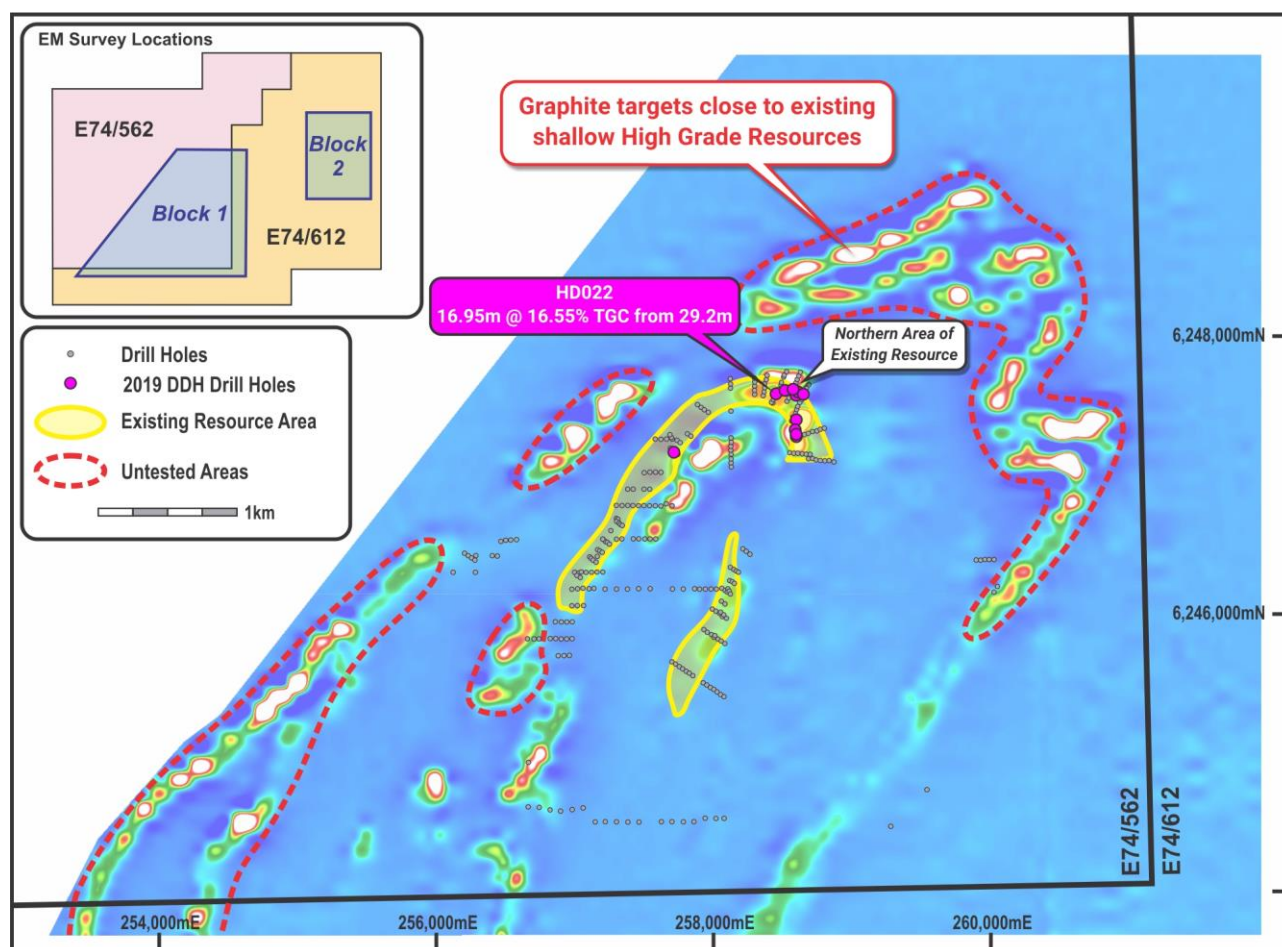 EM Survey Locations
E74/562
Block 1
Block
2
E74/612
Graphite targets close to existing
shallow High Grade Resources
HD022
16.95m @ 16.55% TGC from 29.2m
Northern Area of
Existing Resource
6,248,000mN
Drill Holes
2019 DDH Drill Holes
Existing Resource Area
Untested Areas
1km
6,246,000mN
E74/562
E74/612
254,000mE
256,000mE
258,000mE
260,000mE